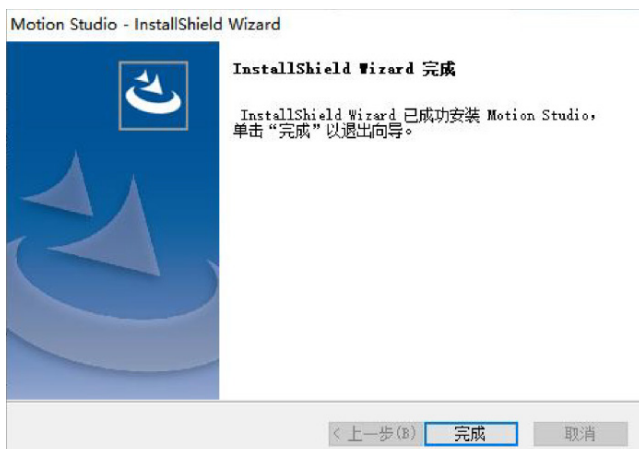 Motion Studio - InstallShield Wizard
InstallShield Wizard 完成
InstallShield Wizard 已成功安装 Motion Studio，
单击“完成”以退出向导。
< 上一步(B)
完成
取消